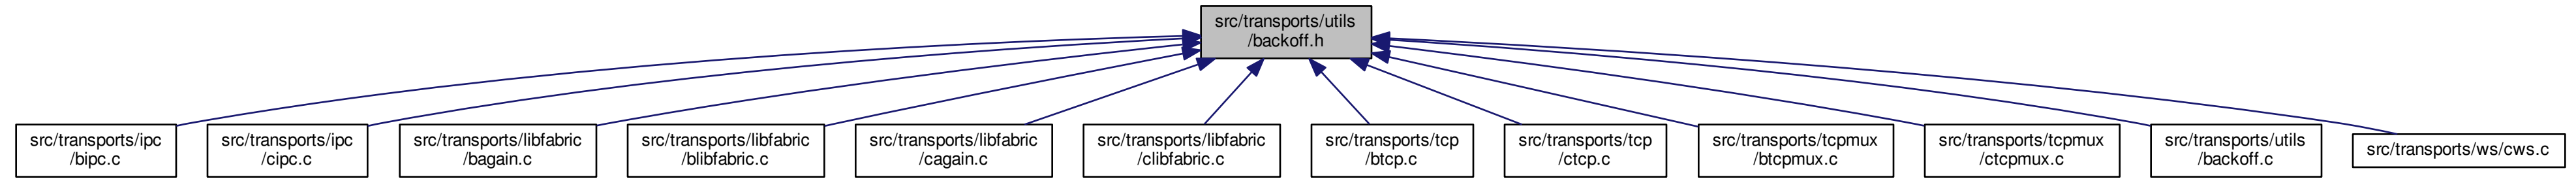 src/transports/utils
/backoff.h
src/transports/ipc
/bipc.c
src/transports/ipc
/cipc.c
src/transports/libfabric
/bagain.c
src/transports/libfabric
/blibfabric.c
src/transports/libfabric
/cagain.c
src/transports/libfabric
/clibfabric.c
src/transports/tcp
/btcp.c
src/transports/tcp
/ctcp.c
src/transports/tcpmux
/btcpmux.c
src/transports/tcpmux
/ctcpmux.c
src/transports/utils
/backoff.c
src/transports/ws/cws.c